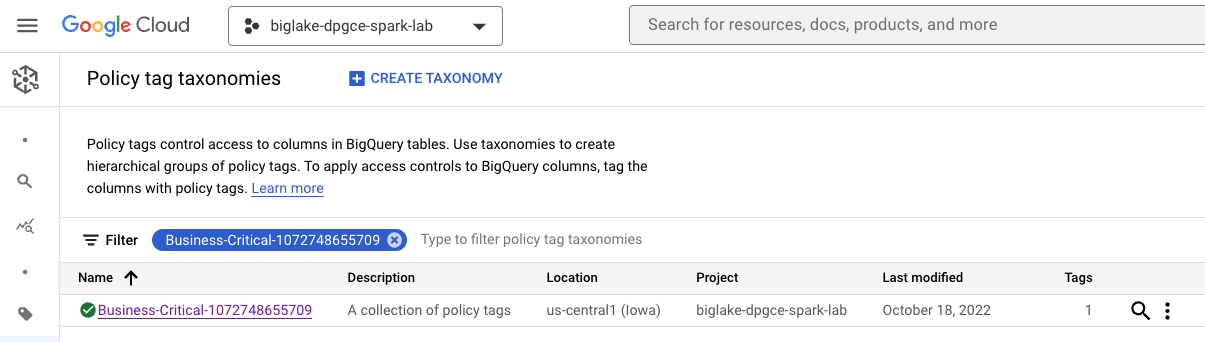 Google Cloud
biglake-dpgce-spark-lab
Search for resources, docs, products, and more
Policy tag taxonomies
CREATE TAXONOMY
Policy tags control access to columns in BigQuery tables. Use taxonomies to create
hierarchical groups of policy tags. To apply access controls to BigQuery columns, tag the
columns with policy tags. Learn more
Filter Business-Critical-1072748655709 Type to filter policy tag taxonomies
Name Description Location Project Last modified Tags
Business-Critical-1072748655709 A collection of policy tags us-central1 (Iowa) biglake-dpgce-spark-lab October 18, 2022 1